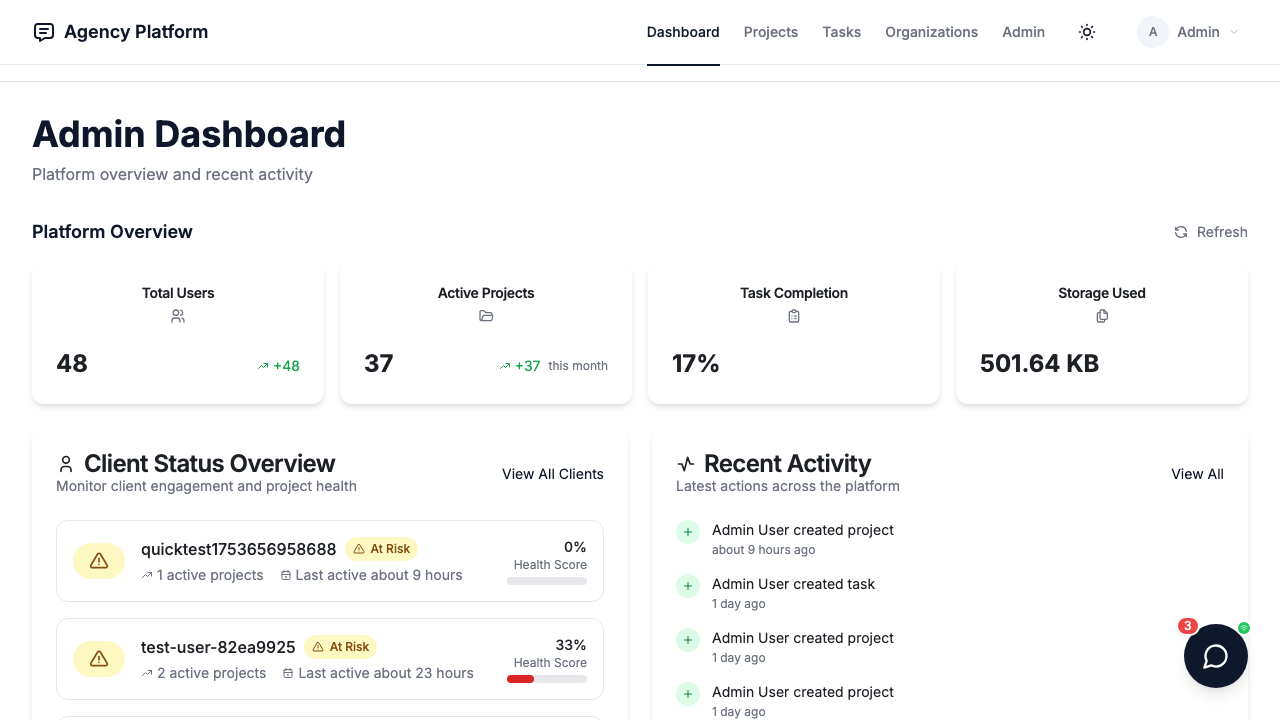 Agency Platform
Dashboard
Projects
Tasks
Organizations
Admin
A
Admin
Admin Dashboard
Platform overview and recent activity
Platform Overview
Refresh
Total Users
48
+48
Active Projects
37
+37 this month
Task Completion
17%
Storage Used
501.64 KB
Client Status Overview
Monitor client engagement and project health
View All Clients
quicktest1753656958688
At Risk
1 active projects
Last active about 9 hours
0%
Health Score
test-user-82ea9925
At Risk
2 active projects
Last active about 23 hours
33%
Health Score
Recent Activity
Latest actions across the platform
View All
Admin User created project
about 9 hours ago
Admin User created task
1 day ago
Admin User created project
1 day ago
Admin User created project
1 day ago
3